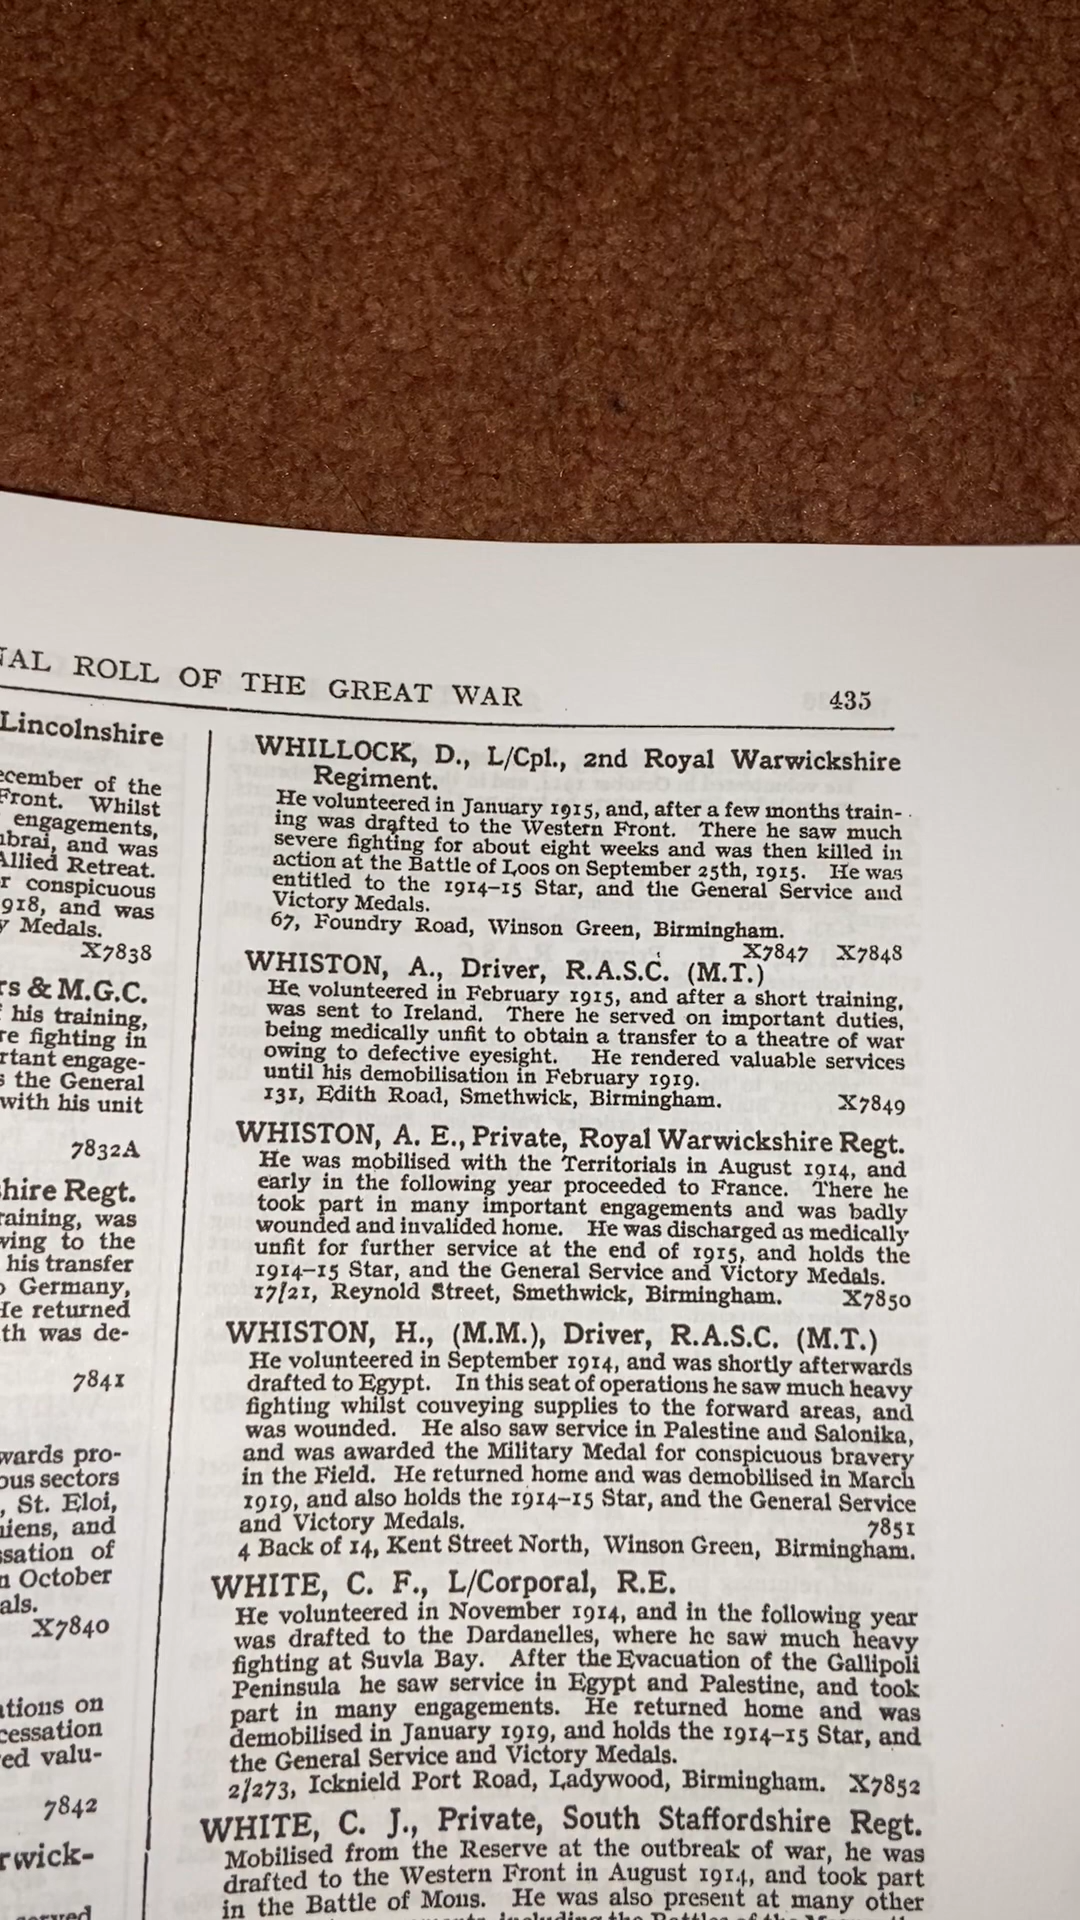 NAL ROLL OF THE GREAT WAR 435
Lincolnshire
ecember of the
Front. Whilst
engagements,
mbrai, and was
Allied Retreat.
r conspicuous
918, and was
y Medals.
X7838
rs & M.G.C.
his training,
re fighting in
rtant engage-
s the General
with his unit
7832A
shire Regt.
raining, was
wing to the
his transfer
o Germany,
He returned
th was de-
7841
wards pro-
ous sectors
, St. Eloi,
niens, and
ssation of
n October
als.
X7840
ations on
cessation
ed valu-
7842
rwick-
served
WHILLOCK, D., L/Cpl., 2nd Royal Warwickshire
Regiment.
He volunteered in January 1915, and, after a few months train-
ing was drafted to the Western Front. There he saw much
severe fighting for about eight weeks and was then killed in
action at the Battle of Loos on September 25th, 1915. He was
entitled to the 1914-15 Star, and the General Service and
Victory Medals.
67, Foundry Road, Winson Green, Birmingham.
X7847 X7848
WHISTON, A., Driver, R.A.S.C. (M.T.)
He volunteered in February 1915, and after a short training,
was sent to Ireland. There he served on important duties,
being medically unfit to obtain a transfer to a theatre of war
owing to defective eyesight. He rendered valuable services
until his demobilisation in February 1919.
131, Edith Road, Smethwick, Birmingham. X7849
WHISTON, A. E., Private, Royal Warwickshire Regt.
He was mobilised with the Territorials in August 1914, and
early in the following year proceeded to France. There he
took part in many important engagements and was badly
wounded and invalided home. He was discharged as medically
unfit for further service at the end of 1915, and holds the
1914-15 Star, and the General Service and Victory Medals.
17/21, Reynold Street, Smethwick, Birmingham. X7850
WHISTON, H., (M.M.), Driver, R.A.S.C. (M.T.)
He volunteered in September 1914, and was shortly afterwards
drafted to Egypt. In this seat of operations he saw much heavy
fighting whilst conveying supplies to the forward areas, and
was wounded. He also saw service in Palestine and Salonika,
and was awarded the Military Medal for conspicuous bravery
in the Field. He returned home and was demobilised in March
1919, and also holds the 1914-15 Star, and the General Service
and Victory Medals. 7851
4 Back of 14, Kent Street North, Winson Green, Birmingham.
WHITE, C. F., L/Corporal, R.E.
He volunteered in November 1914, and in the following year
was drafted to the Dardanelles, where he saw much heavy
fighting at Suvla Bay. After the Evacuation of the Gallipoli
Peninsula he saw service in Egypt and Palestine, and took
part in many engagements. He returned home and was
demobilised in January 1919, and holds the 1914-15 Star, and
the General Service and Victory Medals.
2/273, Icknield Port Road, Ladywood, Birmingham. X7852
WHITE, C. J., Private, South Staffordshire Regt.
Mobilised from the Reserve at the outbreak of war, he was
drafted to the Western Front in August 1914, and took part
in the Battle of Mons. He was also present at many other